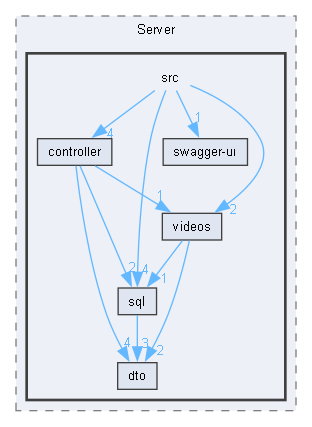 Server
src
4
1
controller
swagger-ui
1
2
videos
2
4
1
sql
4
3
2
dto